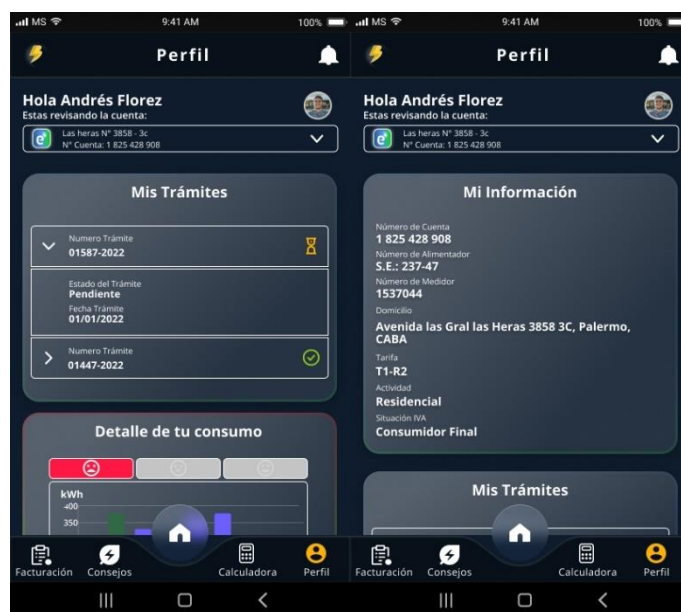 MS 9:41 AM 100%
Perfil
Hola Andrés Florez
Estas revisando la cuenta:
Las heras N° 3858 - 3c
N° Cuenta: 1 825 428 908
Mis Trámites
Numero Trámite
01587-2022
Estado del Trámite
Pendiente
Fecha Trámite
01/01/2022
Numero Trámite
01447-2022
Detalle de tu consumo
kWh
400
350
Facturación Consejos Calculadora Perfil
MS 9:41 AM 100%
Perfil
Hola Andrés Florez
Estas revisando la cuenta:
Las heras N° 3858 - 3c
N° Cuenta: 1 825 428 908
Mi Información
Número de Cuenta
1 825 428 908
Número de Alimentador
S.E.: 237-47
Número de Medidor
1537044
Domicilio
Avenida las Gral las Heras 3858 3C, Palermo,
CABA
Tarifa
T1-R2
Actividad
Residencial
Situación IVA
Consumidor Final
Mis Trámites
Facturación Consejos Calculadora Perfil